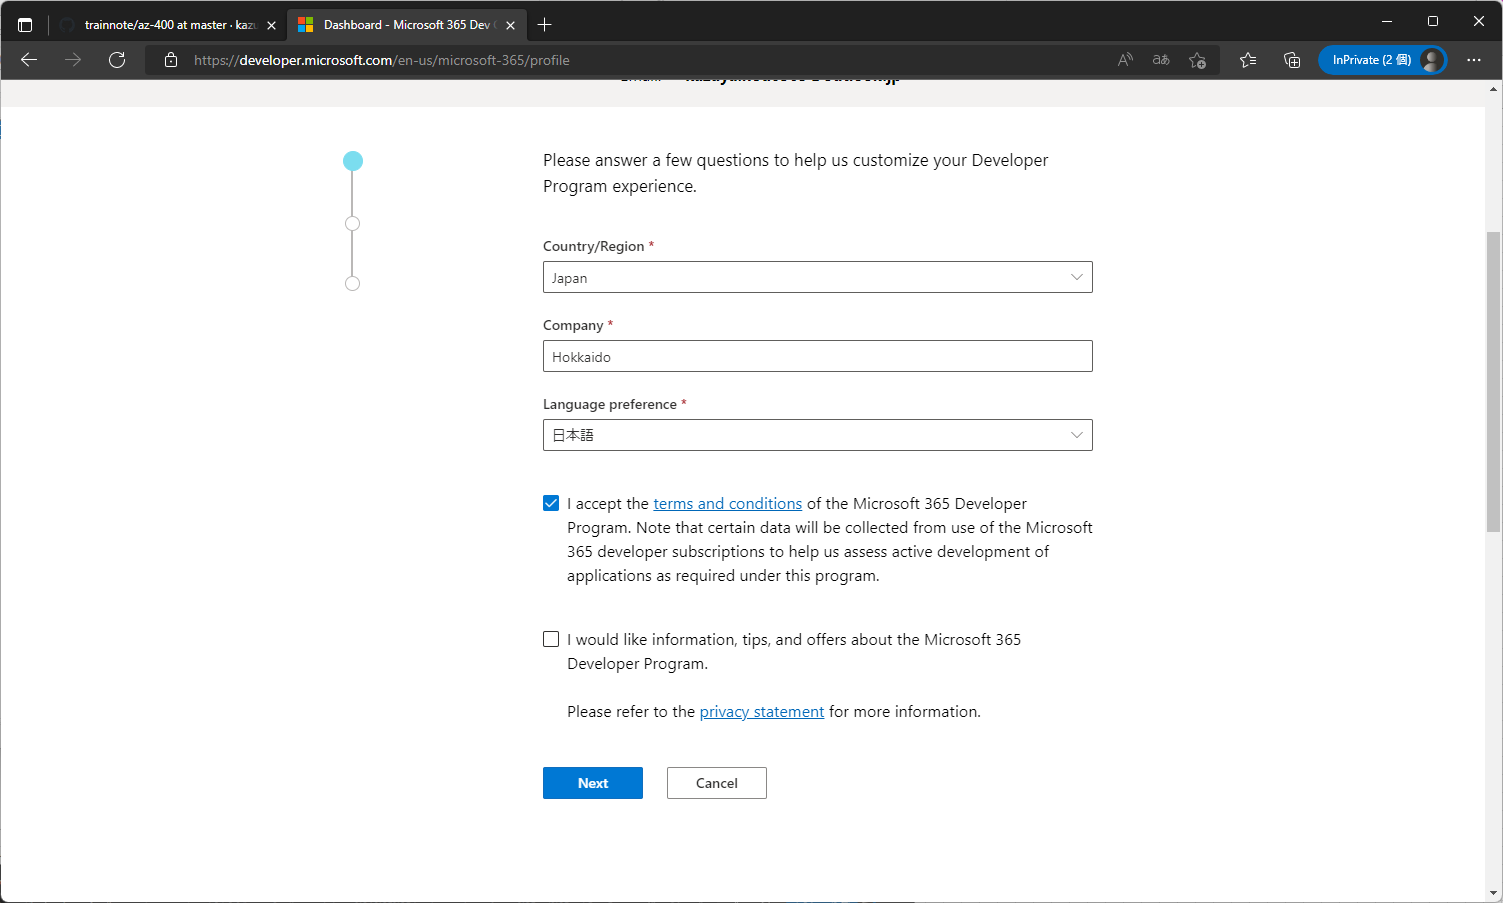 trainnote/az-400 at master · kaz
Dashboard - Microsoft 365 Dev
https://developer.microsoft.com/en-us/microsoft-365/profile
InPrivate (2 個)
Please answer a few questions to help us customize your Developer
Program experience.
Country/Region *
Japan
Company *
Hokkaido
Language preference *
日本語
I accept the terms and conditions of the Microsoft 365 Developer
Program. Note that certain data will be collected from use of the Microsoft
365 developer subscriptions to help us assess active development of
applications as required under this program.
I would like information, tips, and offers about the Microsoft 365
Developer Program.
Please refer to the privacy statement for more information.
Next
Cancel